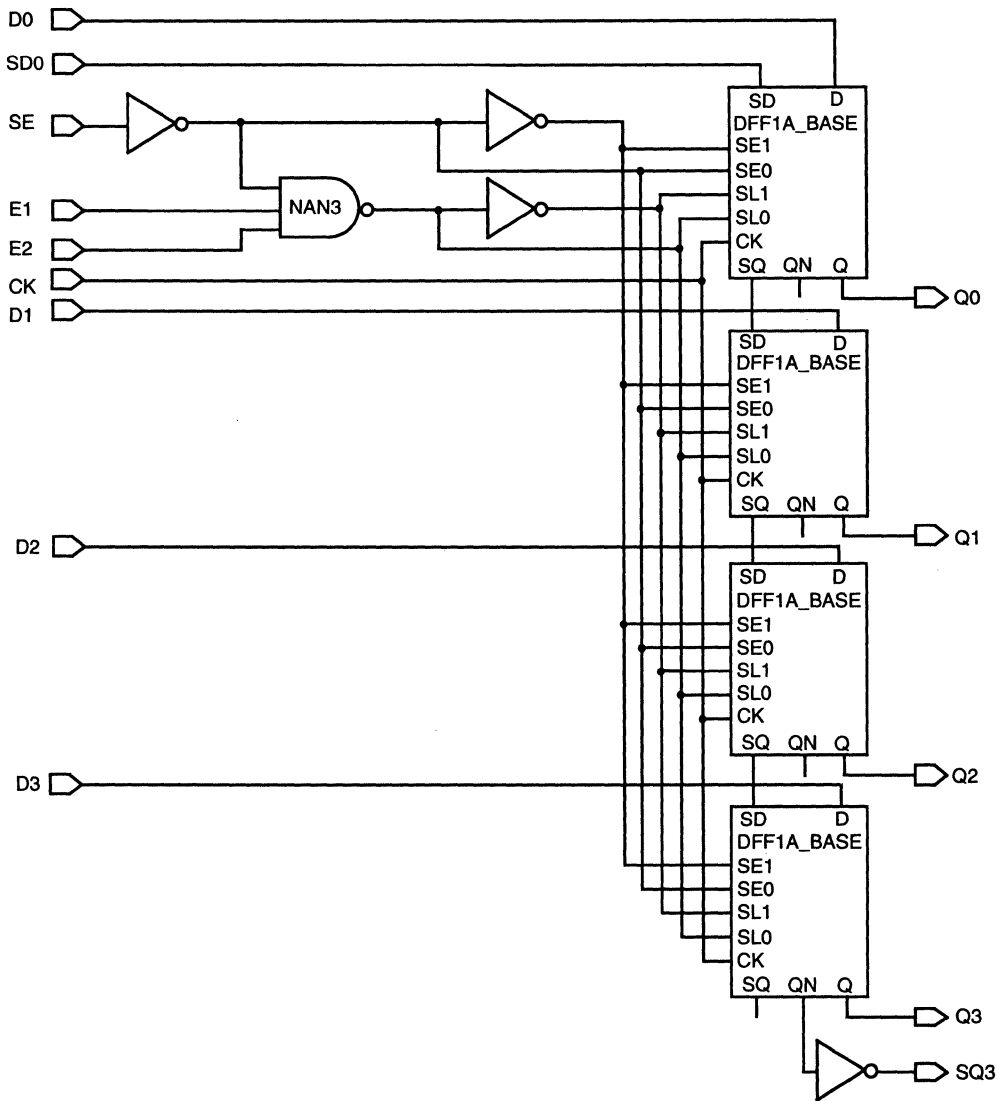 D0
SD0
SE
E1
E2
CK
D1
D2
D3
NAN3
SD D
DFF1A_BASE
SE1
SE0
SL1
SL0
CK
SQ QN Q
Q0
SD D
DFF1A_BASE
SE1
SE0
SL1
SL0
CK
SQ QN Q
Q1
SD D
DFF1A_BASE
SE1
SE0
SL1
SL0
CK
SQ QN Q
Q2
SD D
DFF1A_BASE
SE1
SE0
SL1
SL0
CK
SQ QN Q
Q3
SQ3